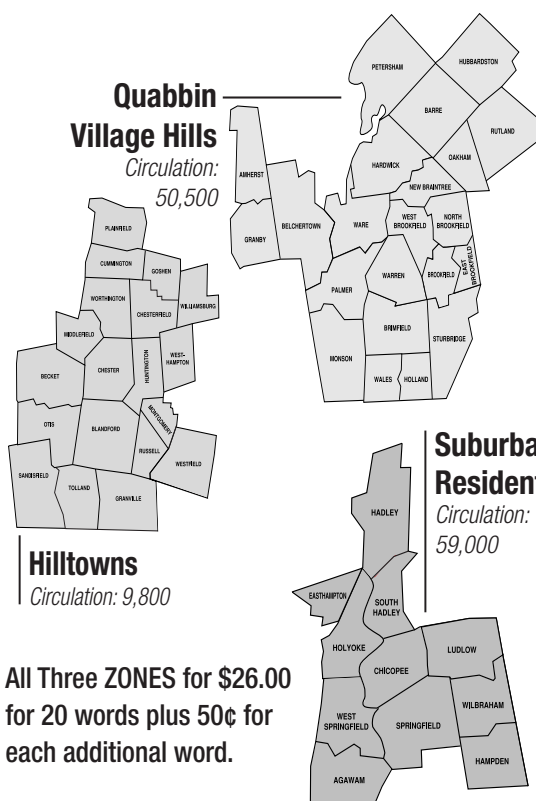 Quabbin
Village Hills
Circulation:
50,500
PETERSHAM
HUBBARDSTON
BARRE
RUTLAND
HARDWICK
OAKHAM
NEW BRAINTREE
AMHERST
GRANBY
BELCHERTOWN
WARE
WEST
BROOKFIELD
NORTH
BROOKFIELD
PALMER
WARREN
BROOKFIELD
EAST
BROOKFIELD
BRIMFIELD
STURBRIDGE
MONSON
WALES
HOLLAND
PLAINFIELD
CUMMINGTON
GOSHEN
WORTHINGTON
CHESTERFIELD
WILLIAMSBURG
MIDDLEFIELD
BECKET
CHESTER
HUNTINGTON
WEST-
HAMPTON
OTIS
BLANDFORD
MONTGOMERY
RUSSELL
WESTFIELD
SANDISFIELD
TOLLAND
GRANVILLE
Hilltowns
Circulation: 9,800
Suburba
Resident
Circulation:
59,000
HADLEY
EASTHAMPTON
SOUTH
HADLEY
HOLYOKE
CHICOPEE
LUDLOW
WEST
SPRINGFIELD
SPRINGFIELD
WILBRAHAM
HAMPDEN
AGAWAM
All Three ZONES for $26.00
for 20 words plus 50¢ for
each additional word.